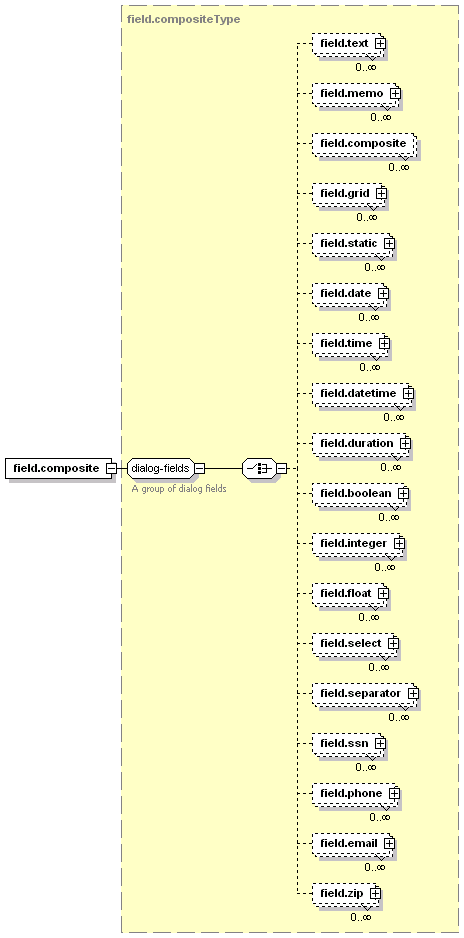 field.compositeType
field.text
0..∞
field.memo
0..∞
field.composite
0..∞
field.grid
0..∞
field.static
0..∞
field.date
0..∞
field.time
0..∞
field.datetime
0..∞
field.duration
0..∞
field.composite
dialog-fields
A group of dialog fields
field.boolean
0..∞
field.integer
0..∞
field.float
0..∞
field.select
0..∞
field.separator
0..∞
field.ssn
0..∞
field.phone
0..∞
field.email
0..∞
field.zip
0..∞